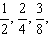 1/2, 2/4, 3/8,